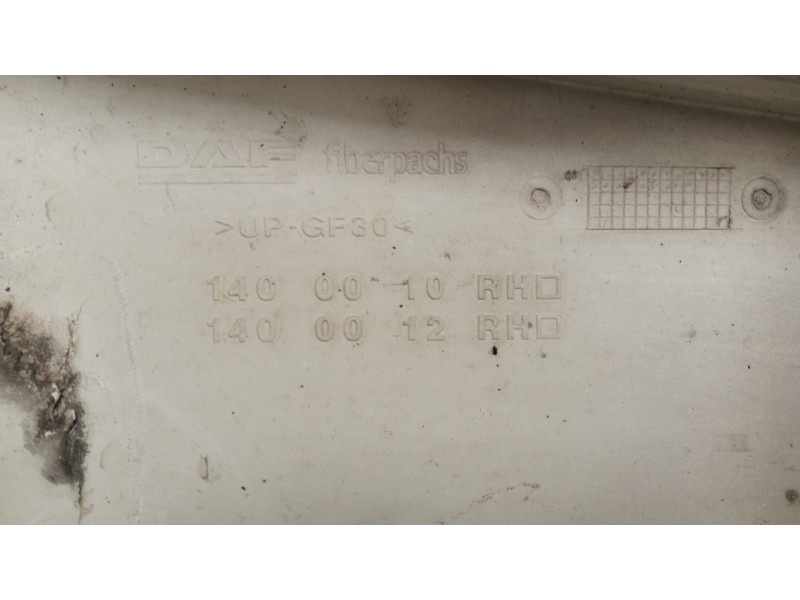 DAF fiberpachs
>UP-GF30<
140 00 10 RH
140 00 12 RH